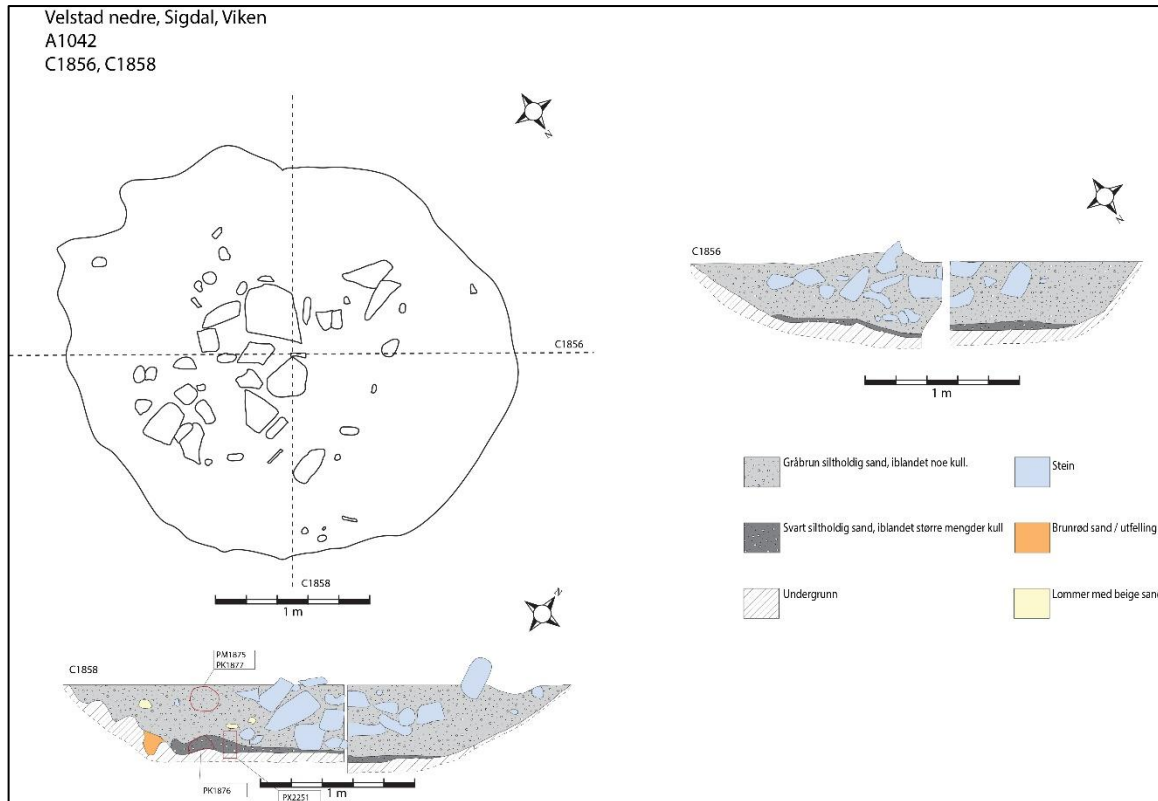 Velstad nedre, Sigdal, Viken
A1042
C1856, C1858
N
C1856
C1858
1 m
C1856
N
1 m
Gråbrun siltholdig sand, iblandet noe kull.
Stein
Svart siltholdig sand, iblandet større mengder kull
Brunrød sand / utfelling
Undergrunn
Lommer med beige sand
N
C1858
PM1875
PK1877
PK1876
PX2251
1 m